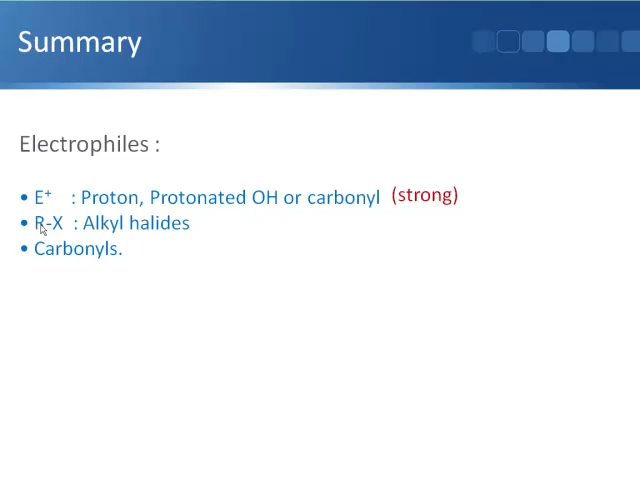 Summary
Electrophiles :
• E⁺ : Proton, Protonated OH or carbonyl (strong)
• R-X : Alkyl halides
• Carbonyls.